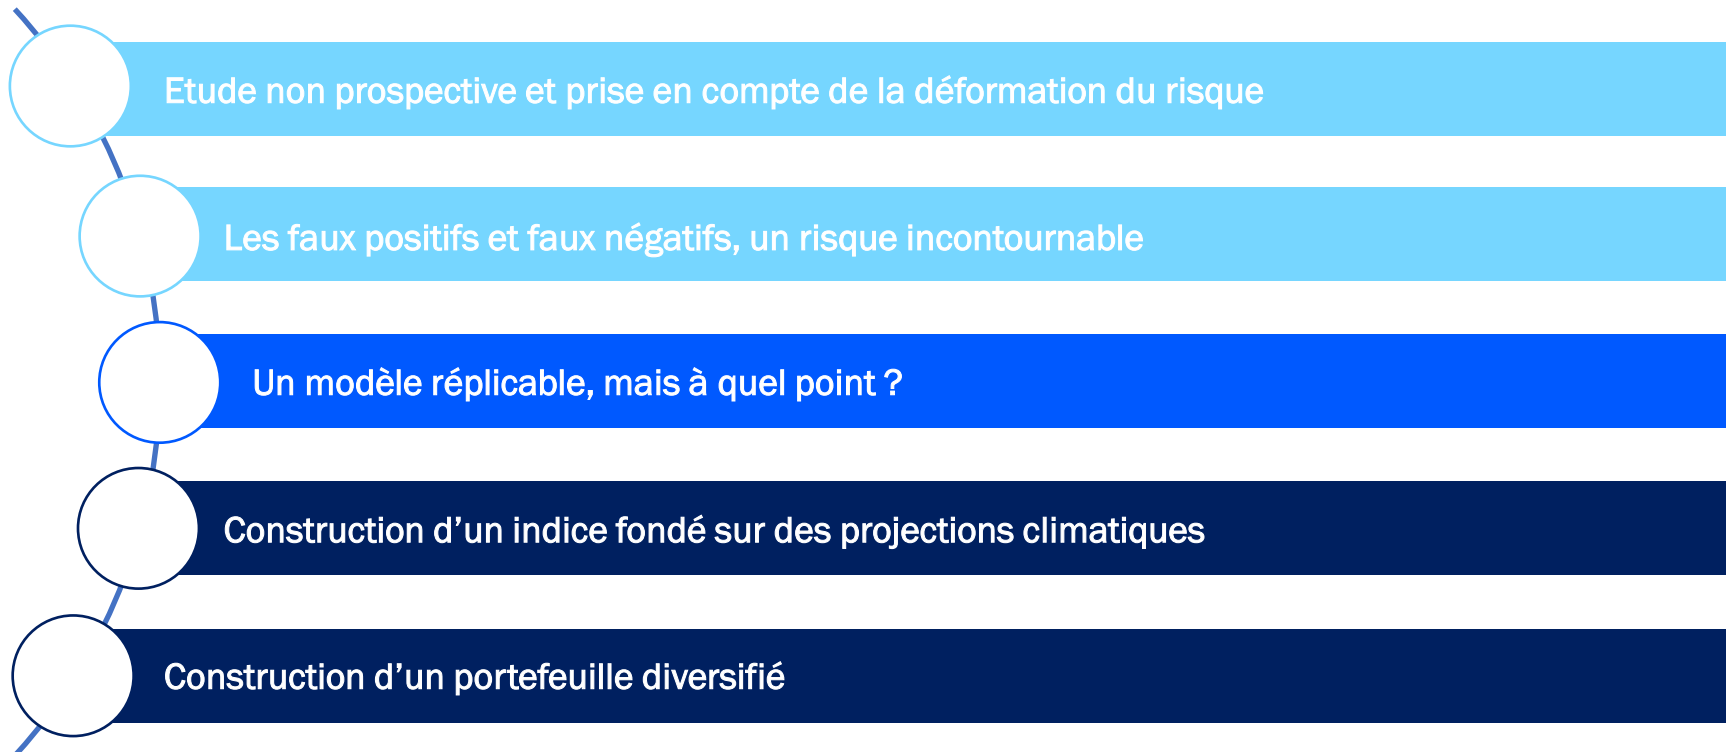 Etude non prospective et prise en compte de la déformation du risque
Les faux positifs et faux négatifs, un risque incontournable
Un modèle réplicable, mais à quel point ?
Construction d’un indice fondé sur des projections climatiques
Construction d’un portefeuille diversifié